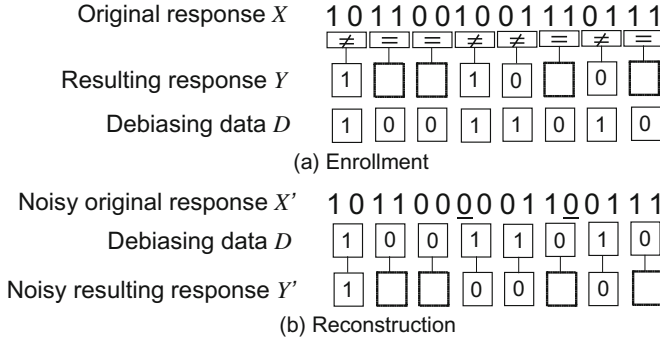 Original response X 1 0 1 1 0 0 1 0 0 1 1 1 0 1 1 1
≠ = = ≠ ≠ = ≠ =
Resulting response Y 1 1 0 0
Debiasing data D 1 0 0 1 1 0 1 0
(a) Enrollment
Noisy original response X' 1 0 1 1 0 0 0 0 0 1 1 0 0 1 1 1
Debiasing data D 1 0 0 1 1 0 1 0
Noisy resulting response Y' 1 0 0 0
(b) Reconstruction